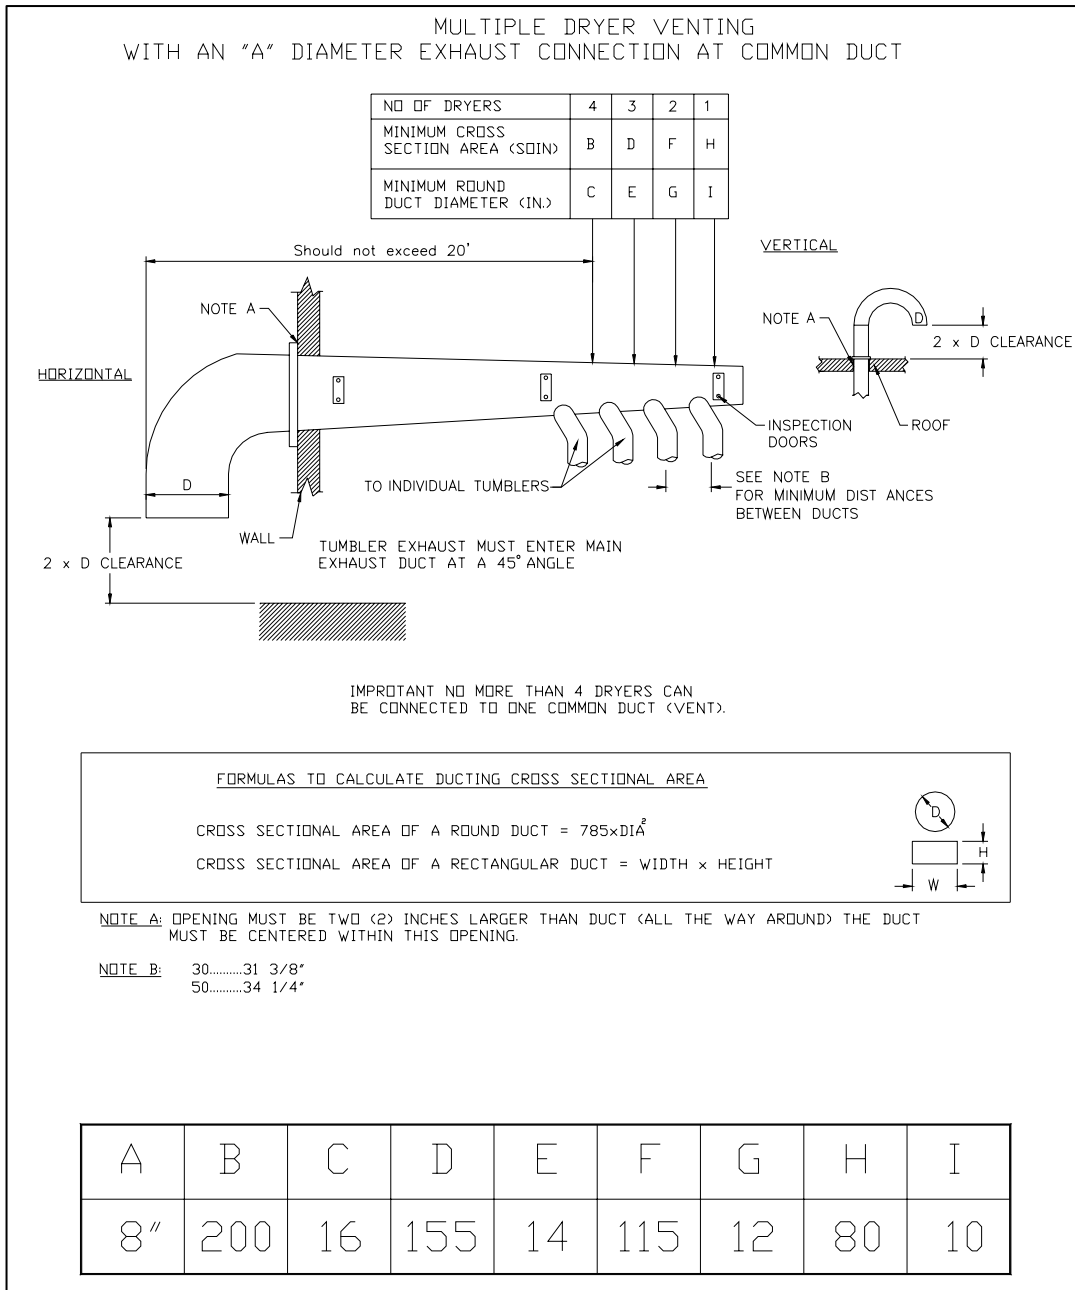 MULTIPLE DRYER VENTING
WITH AN "A" DIAMETER EXHAUST CONNECTION AT COMMON DUCT
NO OF DRYERS 4 3 2 1
MINIMUM CROSS
SECTION AREA (SOIN) B D F H
MINIMUM ROUND
DUCT DIAMETER (IN.) C E G I
Should not exceed 20'
VERTICAL
NOTE A
NOTE A
D
2 x D CLEARANCE
HORIZONTAL
INSPECTION
DOORS
ROOF
D
TO INDIVIDUAL TUMBLERS
SEE NOTE B
FOR MINIMUM DIST ANCES
BETWEEN DUCTS
WALL
2 x D CLEARANCE
TUMBLER EXHAUST MUST ENTER MAIN
EXHAUST DUCT AT A 45° ANGLE
IMPROTANT NO MORE THAN 4 DRYERS CAN
BE CONNECTED TO ONE COMMON DUCT (VENT).
FORMULAS TO CALCULATE DUCTING CROSS SECTIONAL AREA
CROSS SECTIONAL AREA OF A ROUND DUCT = 785xDIA²
D
CROSS SECTIONAL AREA OF A RECTANGULAR DUCT = WIDTH x HEIGHT
H
W
NOTE A: OPENING MUST BE TWO (2) INCHES LARGER THAN DUCT (ALL THE WAY AROUND) THE DUCT
MUST BE CENTERED WITHIN THIS OPENING.
NOTE B: 30..........31 3/8"
50..........34 1/4"
A B C D E F G H I
8" 200 16 155 14 115 12 80 10